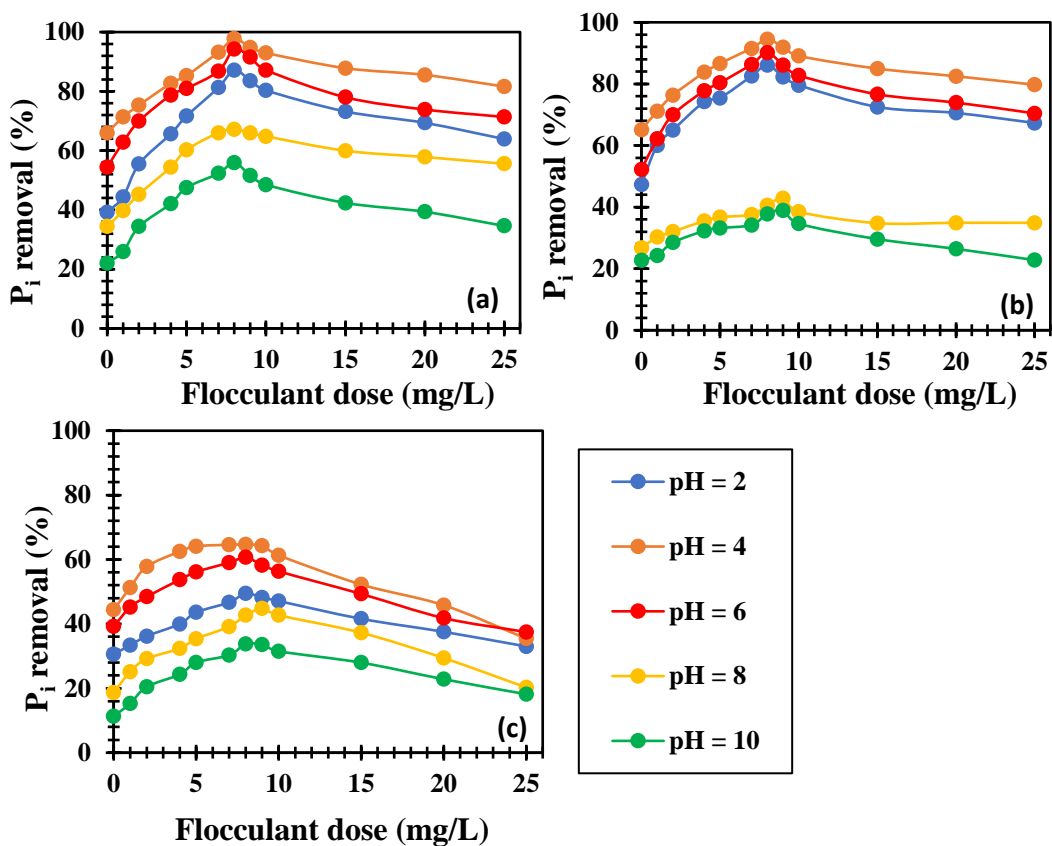 100
80
60
40
20
0
Pi removal (%)
0 5 10 15 20 25
Flocculant dose (mg/L)
(a)
100
80
60
40
20
0
Pi removal (%)
0 5 10 15 20 25
Flocculant dose (mg/L)
(b)
100
80
60
40
20
0
Pi removal (%)
0 5 10 15 20 25
Flocculant dose (mg/L)
(c)
pH = 2
pH = 4
pH = 6
pH = 8
pH = 10